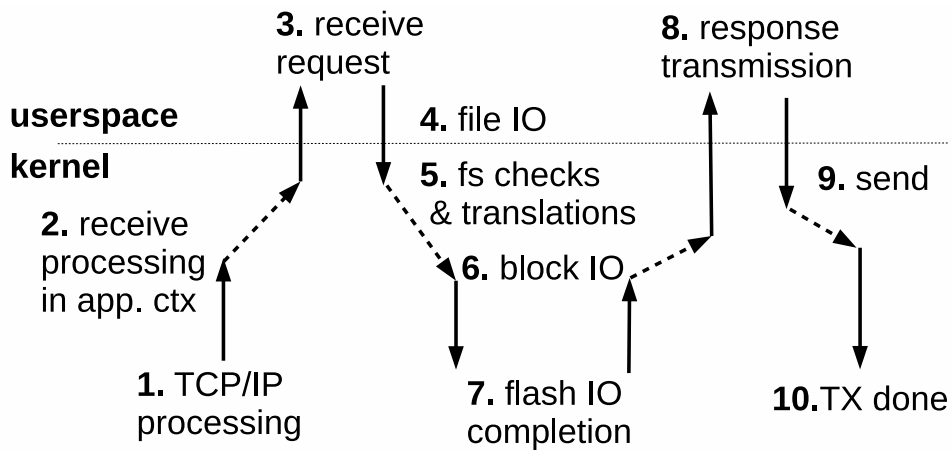 3. receive
request
8. response
transmission
userspace
4. file IO
kernel
5. fs checks
& translations
9. send
2. receive
processing
in app. ctx
6. block IO
1. TCP/IP
processing
7. flash IO
completion
10.TX done